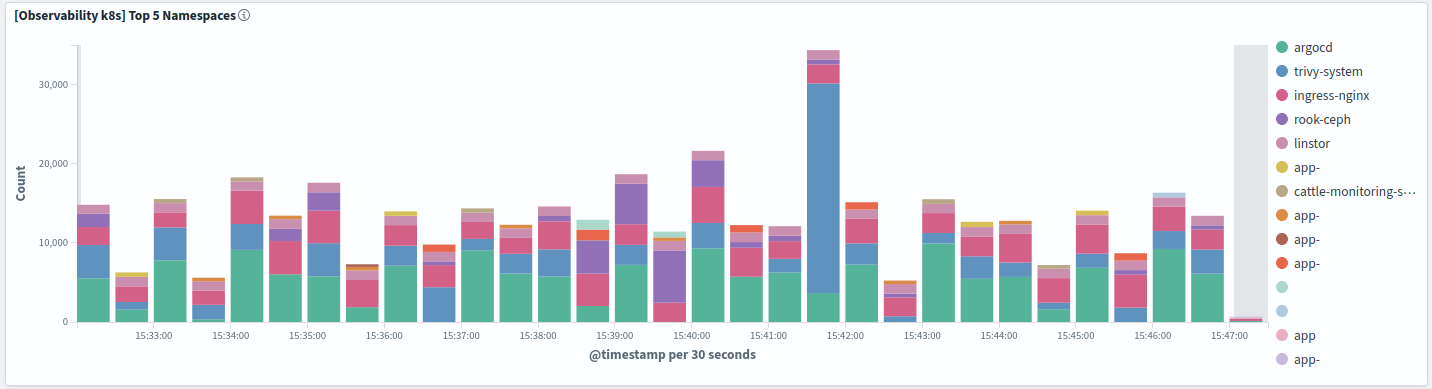 [Observability k8s] Top 5 Namespaces
Count
30,000
20,000
10,000
0
15:33:00 15:34:00 15:35:00 15:36:00 15:37:00 15:38:00 15:39:00 15:40:00 15:41:00 15:42:00 15:43:00 15:44:00 15:45:00 15:46:00 15:47:00
@timestamp per 30 seconds
argocd
trivy-system
ingress-nginx
rook-ceph
linstor
app-
cattle-monitoring-s…
app-
app-
app-
app
app-